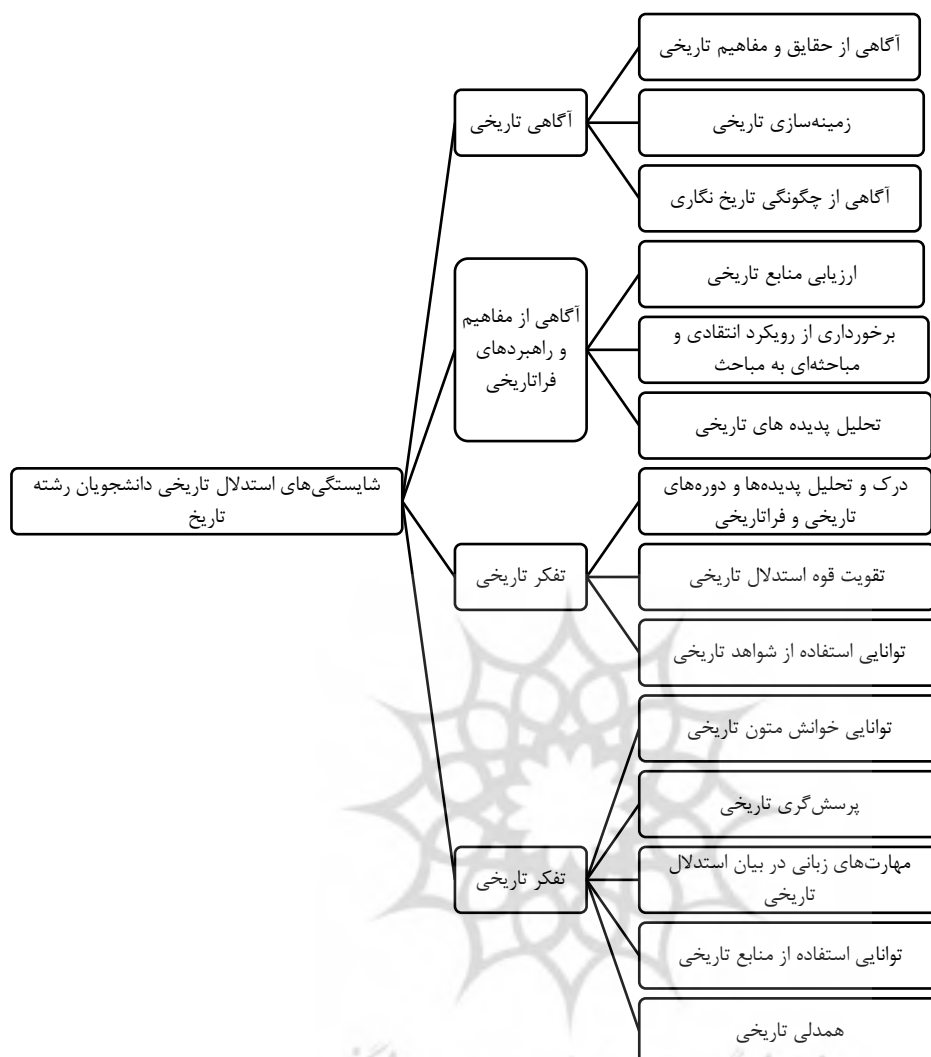 شایستگی‌های استدلال تاریخی دانشجویان رشته
تاریخ
آگاهی تاریخی
آگاهی از حقایق و مفاهیم تاریخی
زمینه‌سازی تاریخی
آگاهی از چگونگی تاریخ نگاری
آگاهی از مفاهیم
و راهبردهای
فراتاریخی
ارزیابی منابع تاریخی
برخورداری از رویکرد انتقادی و
مباحثه‌ای به مباحث
تحلیل پدیده های تاریخی
تفکر تاریخی
درک و تحلیل پدیده‌ها و دوره‌های
تاریخی و فراتاریخی
تقویت قوه استدلال تاریخی
توانایی استفاده از شواهد تاریخی
تفکر تاریخی
توانایی خوانش متون تاریخی
پرسش‌گری تاریخی
مهارت‌های زبانی در بیان استدلال
تاریخی
توانایی استفاده از منابع تاریخی
همدلی تاریخی